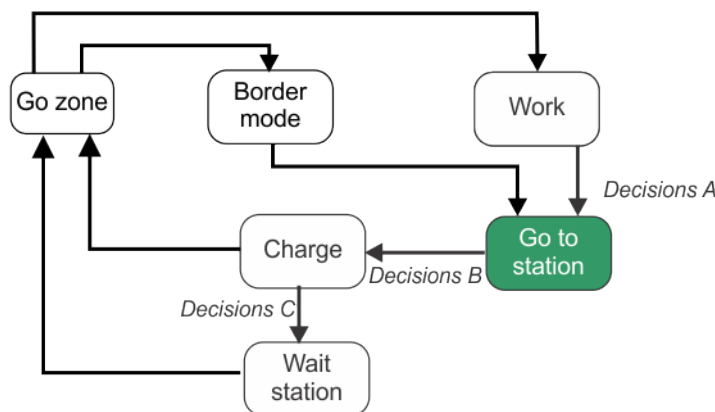 Go zone
Border
mode
Work
Decisions A
Go to
station
Charge
Decisions B
Decisions C
Wait
station